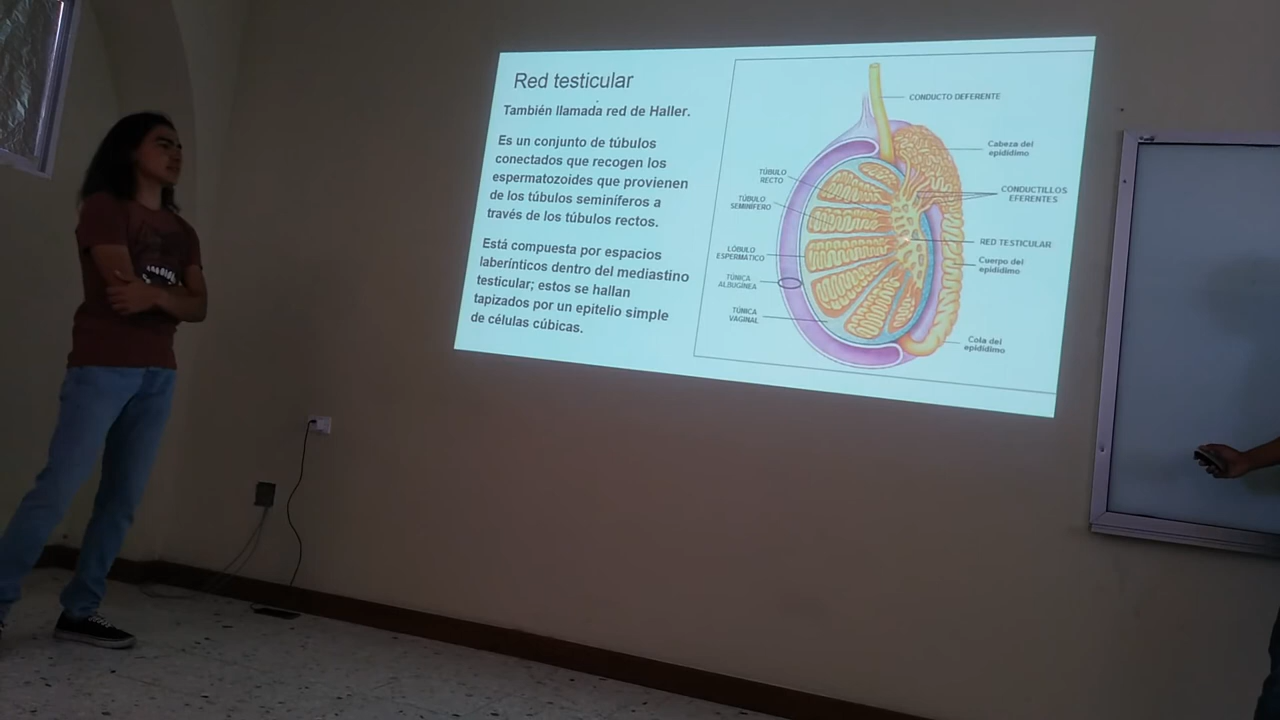 Red testicular
También llamada red de Haller.
Es un conjunto de túbulos
conectados que recogen los
espermatozoides que provienen
de los túbulos seminíferos a
través de los túbulos rectos.
Está compuesta por espacios
laberínticos dentro del mediastino
testicular; estos se hallan
tapizados por un epitelio simple
de células cúbicas.
CONDUCTO DEFERENTE
Cabeza del
epidídimo
CONDUCTILLOS
EFERENTES
RED TESTICULAR
Cuerpo del
epidídimo
Cola del
epidídimo
TÚBULO
RECTO
TÚBULO
SEMINÍFERO
LÓBULO
ESPERMATICO
TÚNICA
ALBUGÍNEA
TÚNICA
VAGINAL